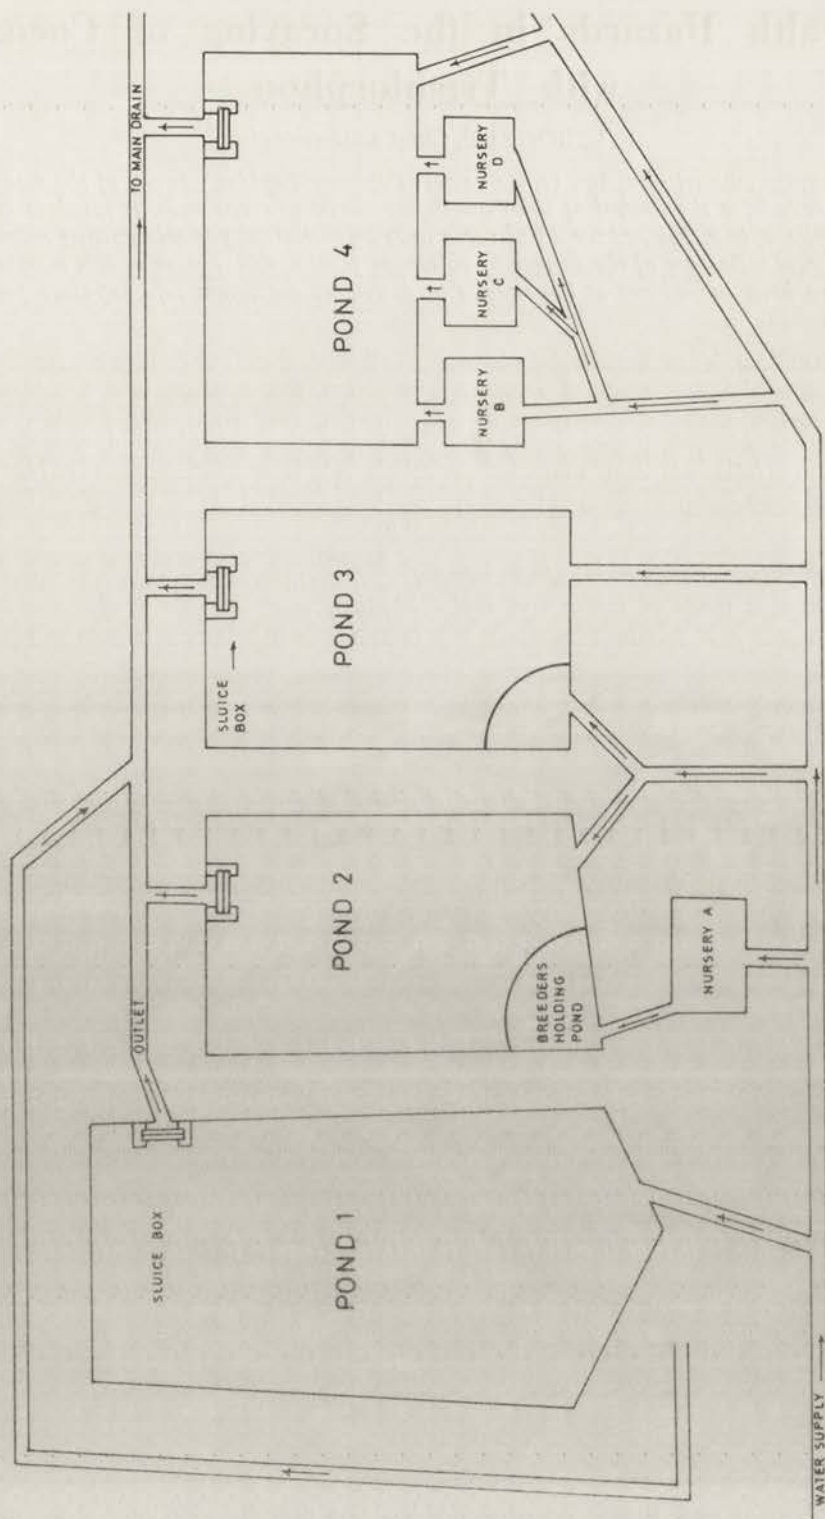 OUTLET
TO MAIN DRAIN
SLUICE BOX
SLUICE
BOX
POND 1
POND 2
POND 3
POND 4
NURSERY
B
NURSERY
C
NURSERY
D
BREEDERS
HOLDING
POND
NURSERY A
WATER SUPPLY